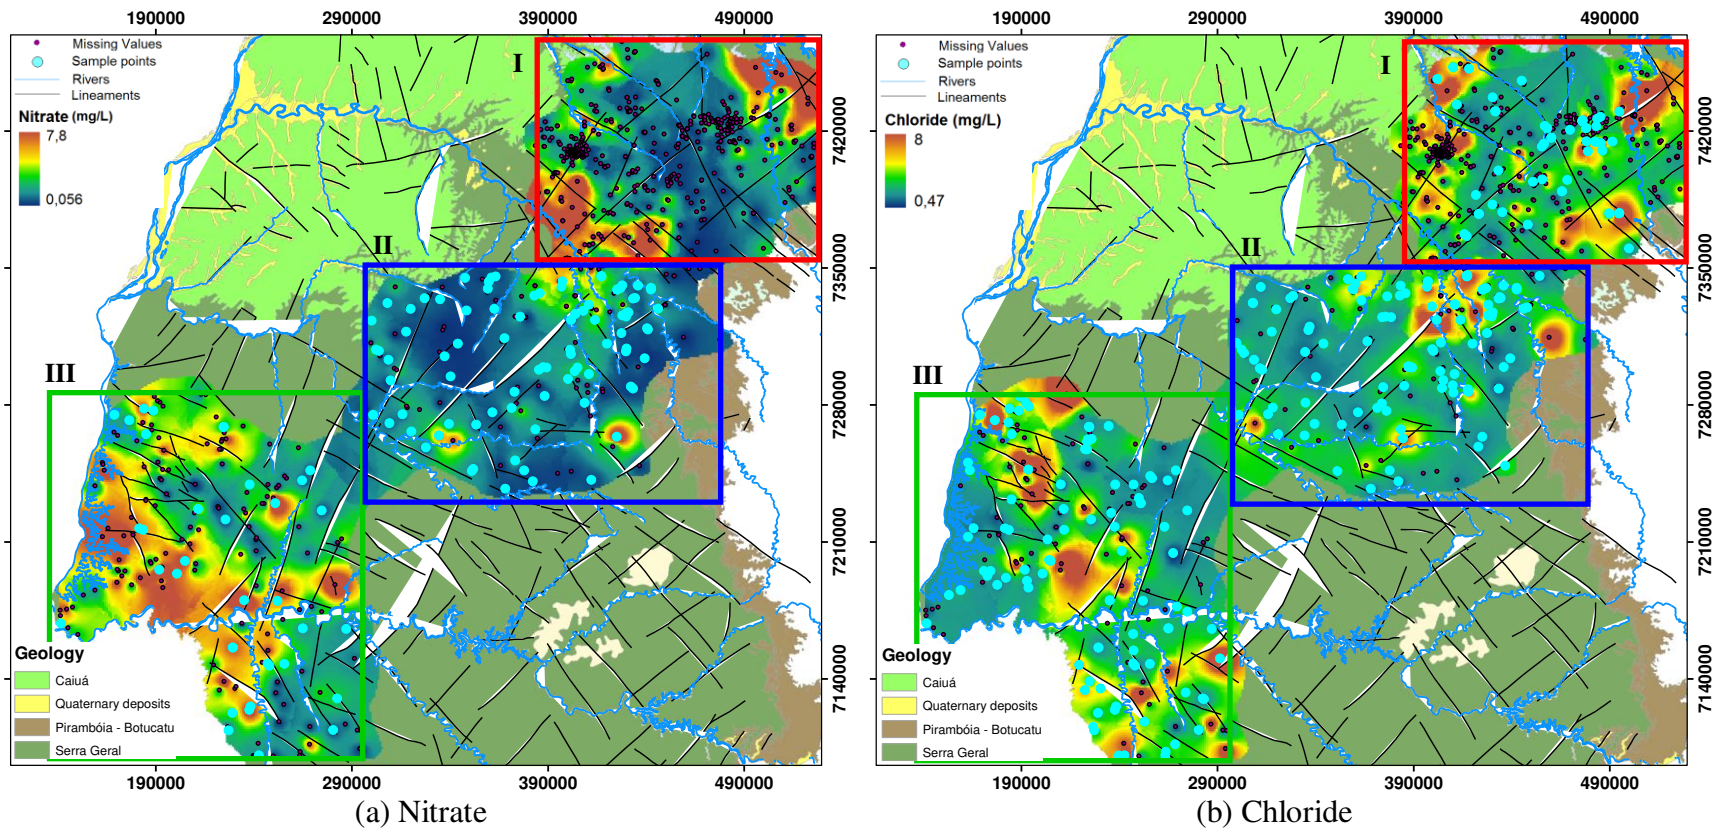 190000 290000 390000 490000
Missing Values
Sample points
Rivers
Lineaments
Nitrate (mg/L)
7,8
0,056
I
II
III
7420000
7350000
7280000
7210000
7140000
Geology
Caiuá
Quaternary deposits
Pirambóia - Botucatu
Serra Geral
190000 290000 390000 490000
(a) Nitrate
190000 290000 390000 490000
Missing Values
Sample points
Rivers
Lineaments
Chloride (mg/L)
8
0,47
I
II
III
7420000
7350000
7280000
7210000
7140000
Geology
Caiuá
Quaternary deposits
Pirambóia - Botucatu
Serra Geral
190000 290000 390000 490000
(b) Chloride